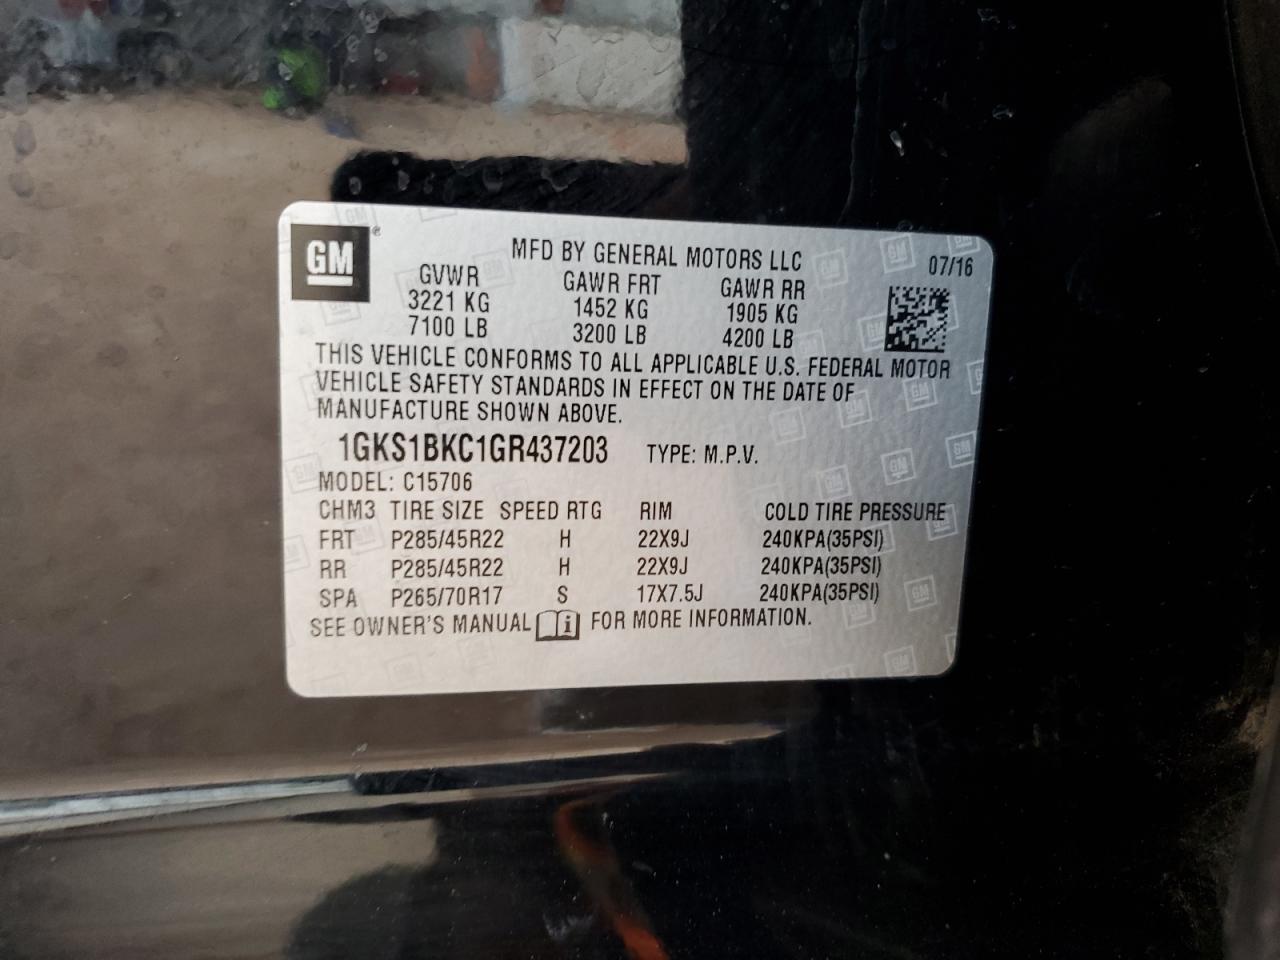 GM ®
MFD BY GENERAL MOTORS LLC 07/16
GVWR GAWR FRT GAWR RR
3221 KG 1452 KG 1905 KG
7100 LB 3200 LB 4200 LB
THIS VEHICLE CONFORMS TO ALL APPLICABLE U.S. FEDERAL MOTOR
VEHICLE SAFETY STANDARDS IN EFFECT ON THE DATE OF
MANUFACTURE SHOWN ABOVE.
1GKS1BKC1GR437203 TYPE: M.P.V.
MODEL: C15706
CHM3 TIRE SIZE SPEED RTG RIM COLD TIRE PRESSURE
FRT P285/45R22 H 22X9J 240KPA(35PSI)
RR P285/45R22 H 22X9J 240KPA(35PSI)
SPA P265/70R17 S 17X7.5J 240KPA(35PSI)
SEE OWNER'S MANUAL i FOR MORE INFORMATION.